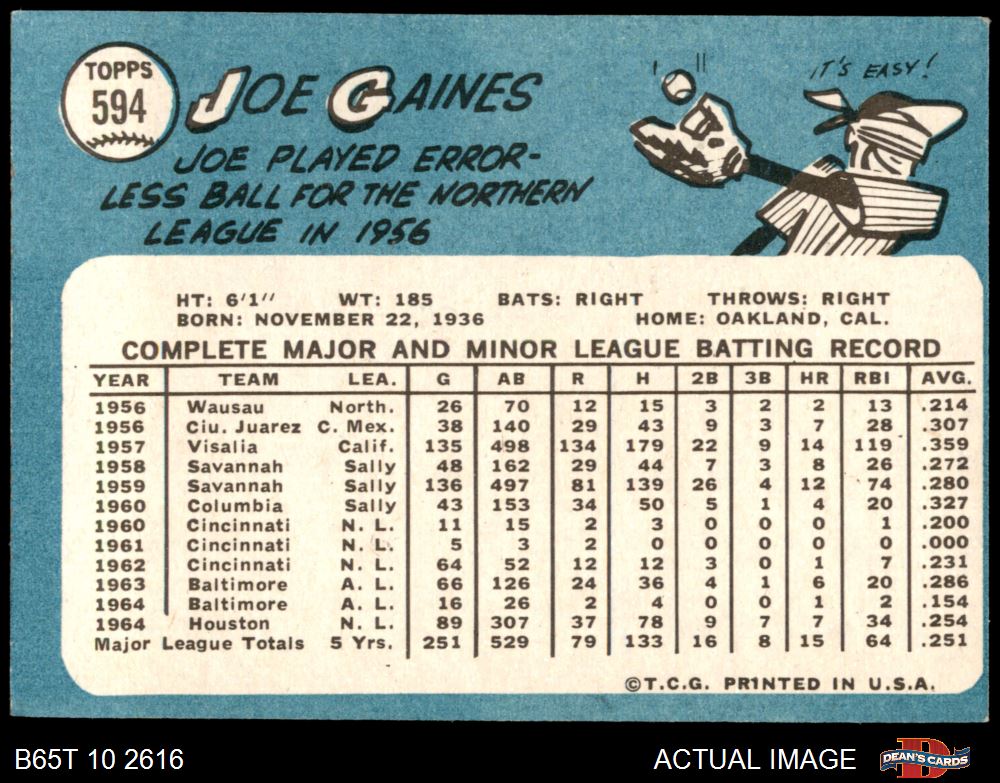 TOPPS
594
JOE GAINES
IT'S EASY!
JOE PLAYED ERROR-
LESS BALL FOR THE NORTHERN
LEAGUE IN 1956
HT: 6'1" WT: 185 BATS: RIGHT THROWS: RIGHT
BORN: NOVEMBER 22, 1936 HOME: OAKLAND, CAL.
COMPLETE MAJOR AND MINOR LEAGUE BATTING RECORD
YEAR TEAM LEA. G AB R H 2B 3B HR RBI AVG.
1956 Wausau North. 26 70 12 15 3 2 2 13 .214
1956 Ciu. Juarez C. Mex. 38 140 29 43 9 3 7 28 .307
1957 Visalia Calif. 135 498 134 179 22 9 14 119 .359
1958 Savannah Sally 48 162 29 44 7 3 8 26 .272
1959 Savannah Sally 136 497 81 139 26 4 12 74 .280
1960 Columbia Sally 43 153 34 50 5 1 4 20 .327
1960 Cincinnati N. L. 11 15 2 3 0 0 0 1 .200
1961 Cincinnati N. L. 5 3 2 0 0 0 0 0 .000
1962 Cincinnati N. L. 64 52 12 12 3 0 1 7 .231
1963 Baltimore A. L. 66 126 24 36 4 1 6 20 .286
1964 Baltimore A. L. 16 26 2 4 0 0 1 2 .154
1964 Houston N. L. 89 307 37 78 9 7 7 34 .254
Major League Totals 5 Yrs. 251 529 79 133 16 8 15 64 .251
©T.C.G. PRINTED IN U.S.A.
B65T 10 2616 ACTUAL IMAGE DEAN'S CARDS